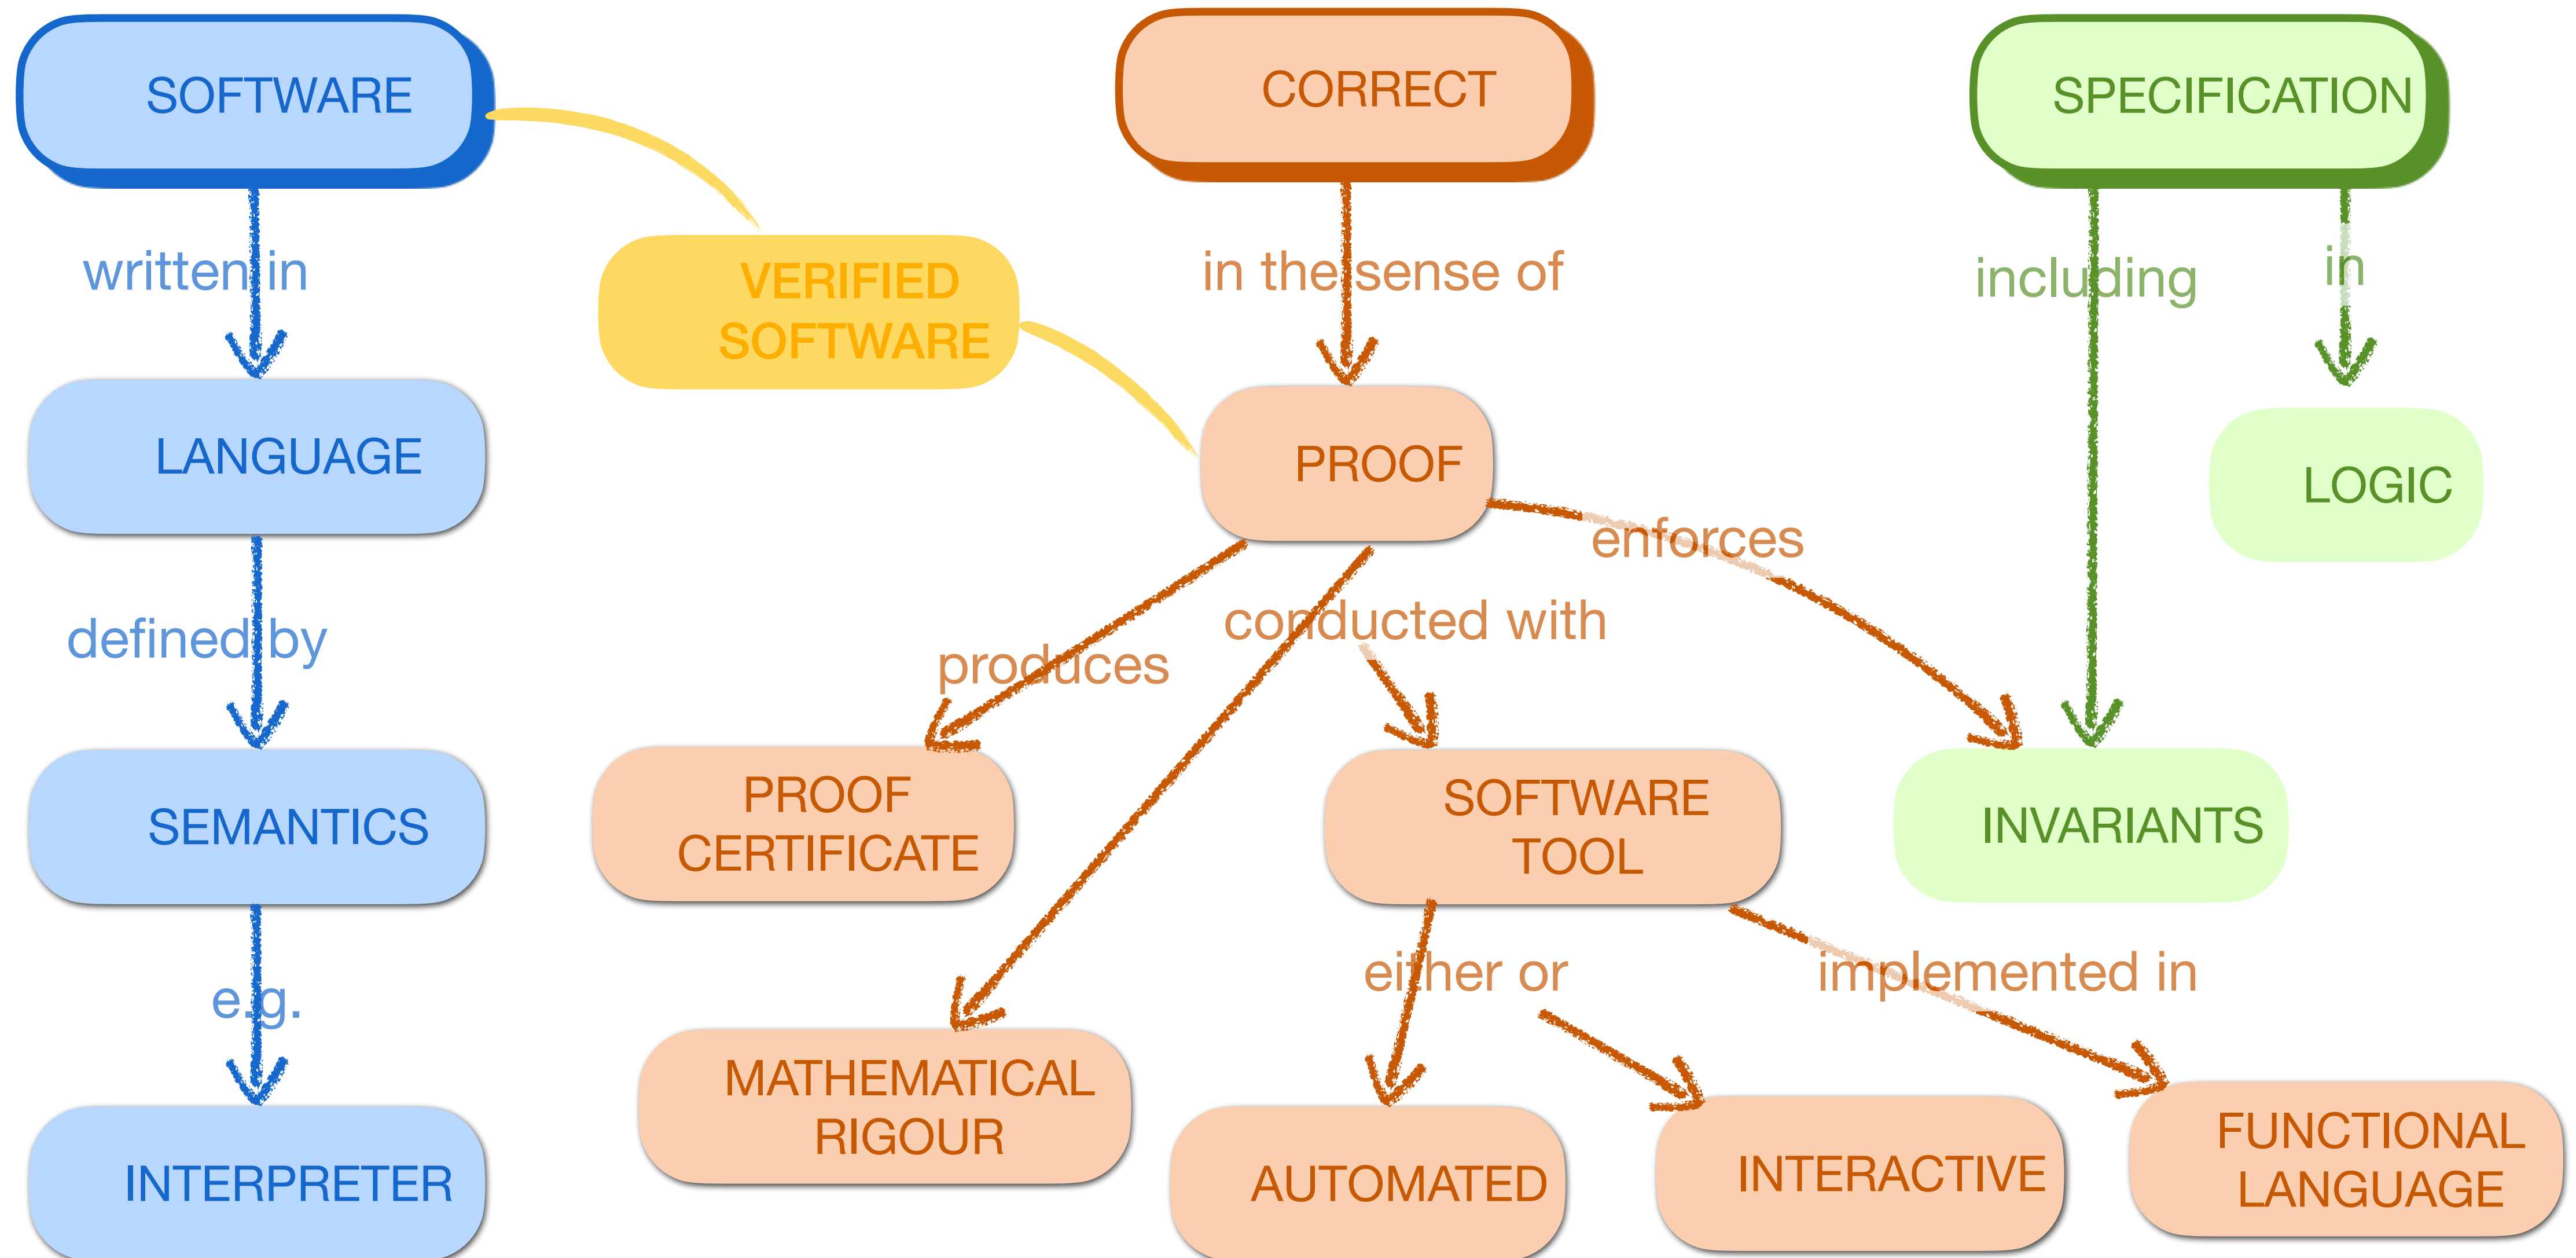 SOFTWARE
CORRECT
SPECIFICATION
written in
VERIFIED
SOFTWARE
in the sense of
including
in
LANGUAGE
PROOF
LOGIC
enforces
defined by
produces
conducted with
SEMANTICS
PROOF
CERTIFICATE
SOFTWARE
TOOL
INVARIANTS
e.g.
either or
implemented in
INTERPRETER
MATHEMATICAL
RIGOUR
AUTOMATED
INTERACTIVE
FUNCTIONAL
LANGUAGE